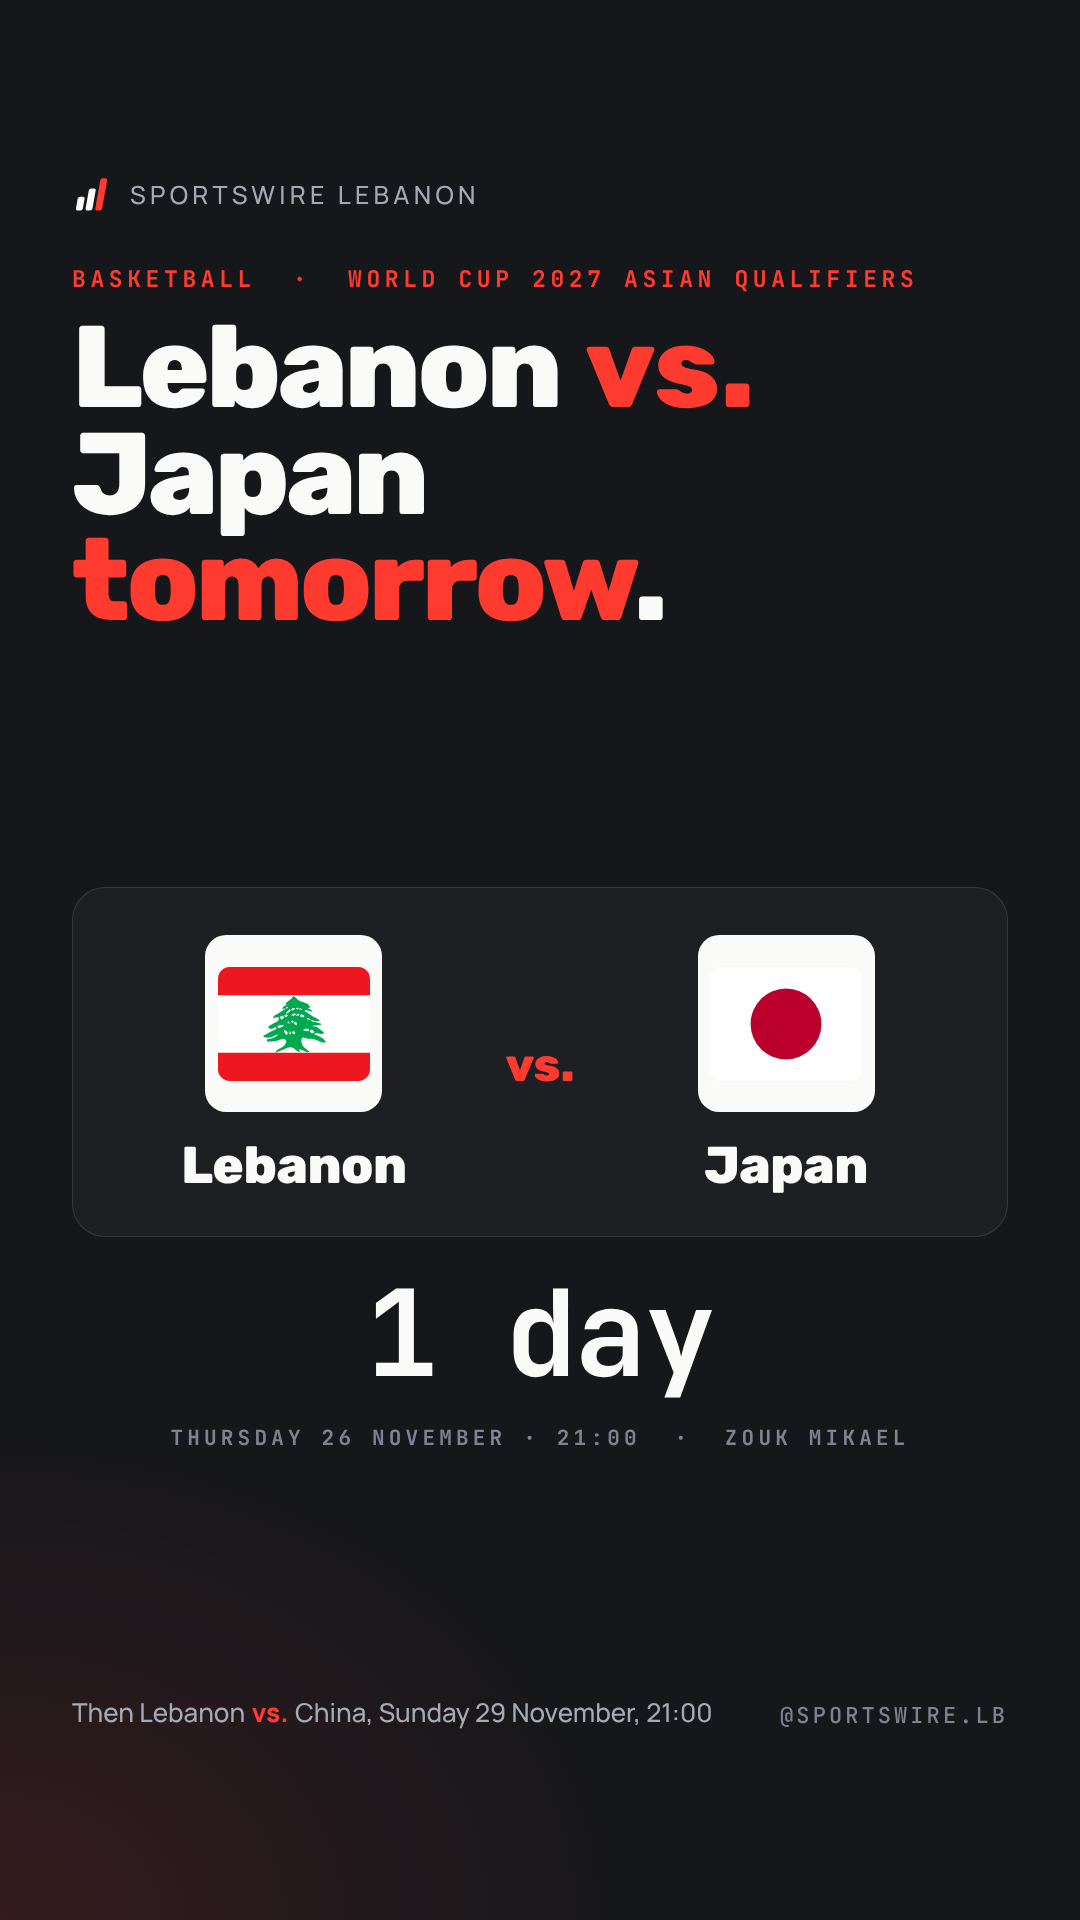 SPORTSWIRE LEBANON
BASKETBALL · WORLD CUP 2027 ASIAN QUALIFIERS
Lebanon vs.
Japan
tomorrow.
vs.
Lebanon
Japan
1 day
THURSDAY 26 NOVEMBER · 21:00 · ZOUK MIKAEL
Then Lebanon vs. China, Sunday 29 November, 21:00
@SPORTSWIRE.LB